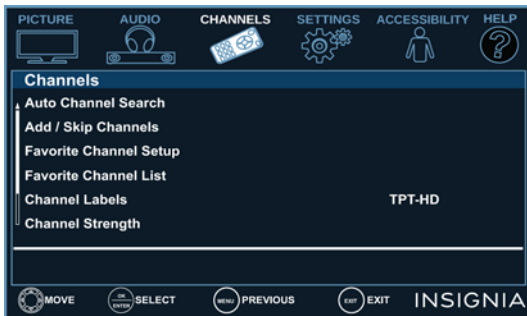 PICTURE AUDIO CHANNELS SETTINGS ACCESSIBILITY HELP
?
Channels
Auto Channel Search
Add / Skip Channels
Favorite Channel Setup
Favorite Channel List
Channel Labels TPT-HD
Channel Strength
MOVE OK ENTER SELECT MENU PREVIOUS EXIT EXIT INSIGNIA